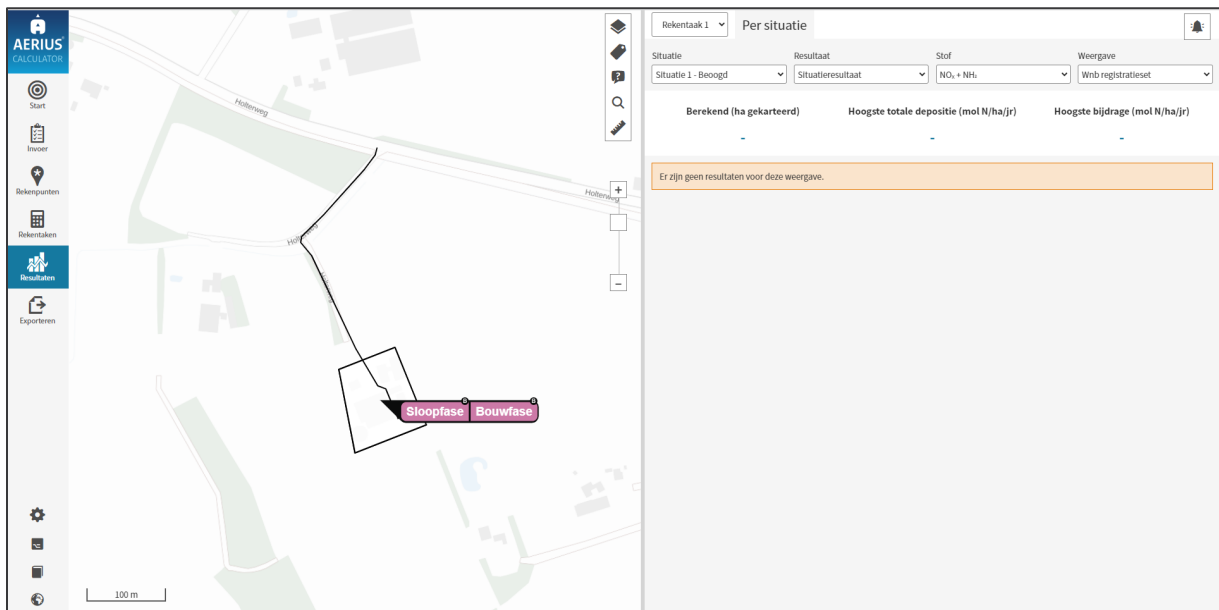 AERIUS
CALCULATOR
Start
Invoer
Rekenpunten
Rekentaken
Resultaten
Exporteren
Holterweg
Holterweg
Holterweg
Holterweg
Sloopfase
B
Bouwfase
B
100 m
+
−
?
Rekentaak 1
Per situatie
Situatie
Resultaat
Stof
Weergave
Situatie 1 - Beoogd
Situatieresultaat
NOₓ + NH₃
Wnb registratieset
Berekend (ha gekarteerd)
Hoogste totale depositie (mol N/ha/jr)
Hoogste bijdrage (mol N/ha/jr)
-
-
-
Er zijn geen resultaten voor deze weergave.